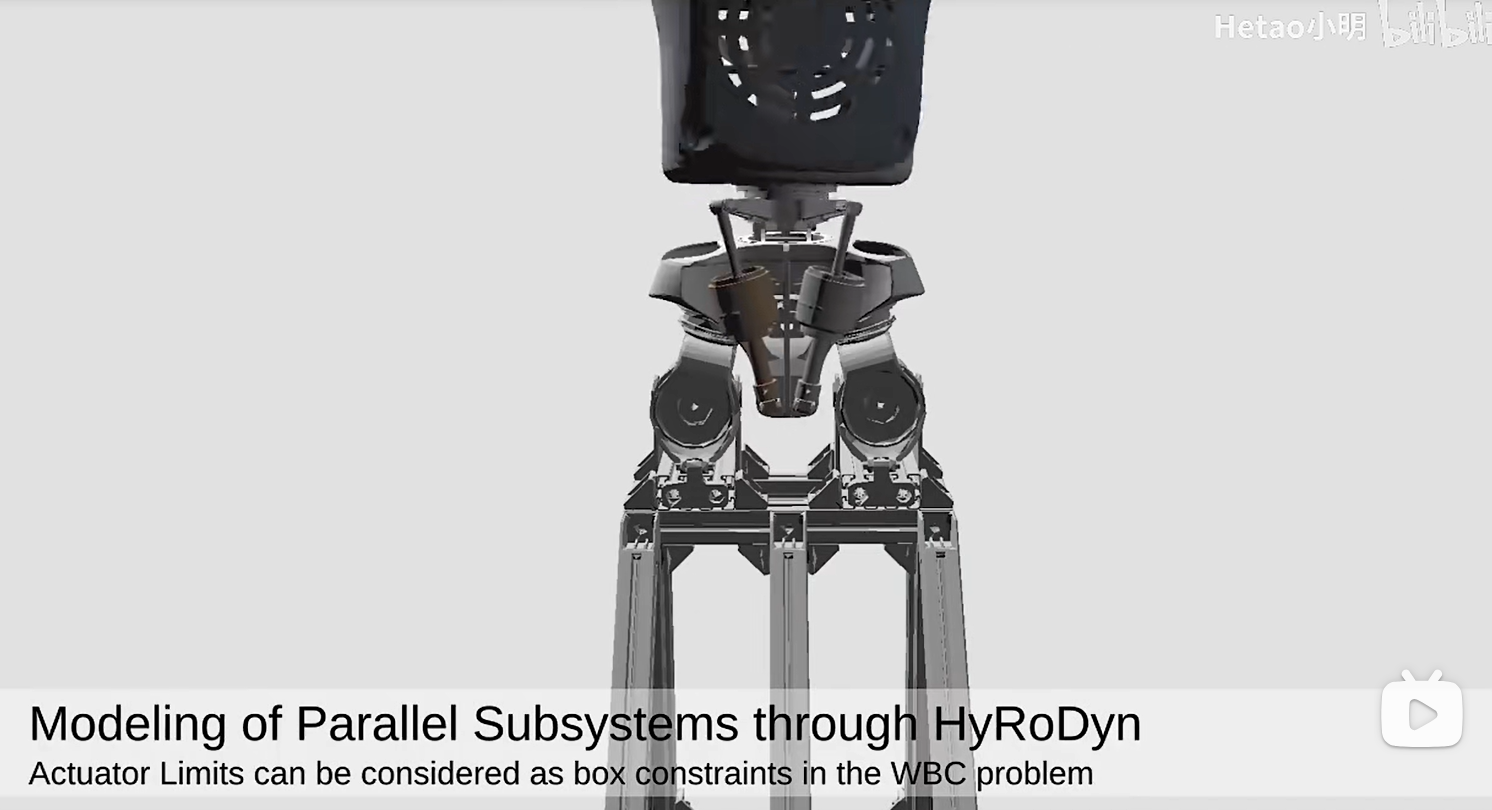 Hetao小明 bilibili
Modeling of Parallel Subsystems through HyRoDyn
Actuator Limits can be considered as box constraints in the WBC problem